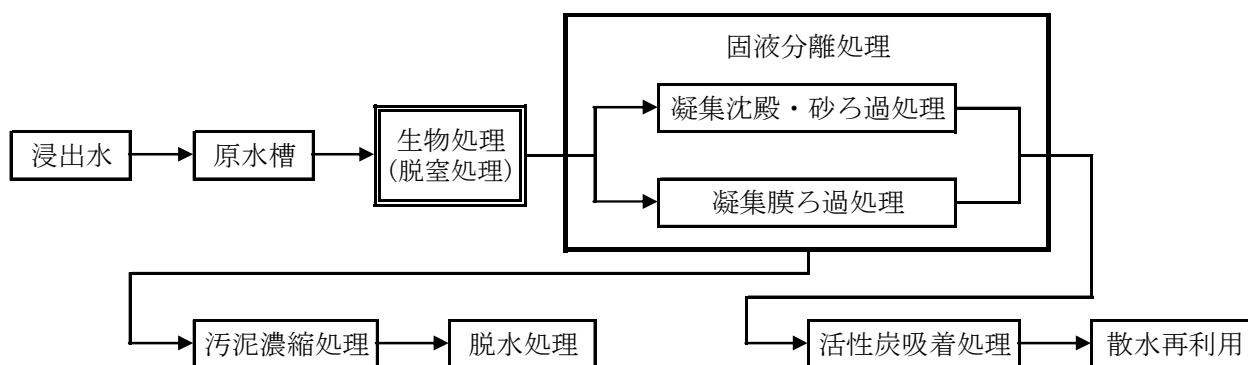 固液分離処理
凝集沈殿・砂ろ過処理
浸出水
原水槽
生物処理
(脱窒処理)
凝集膜ろ過処理
汚泥濃縮処理
脱水処理
活性炭吸着処理
散水再利用